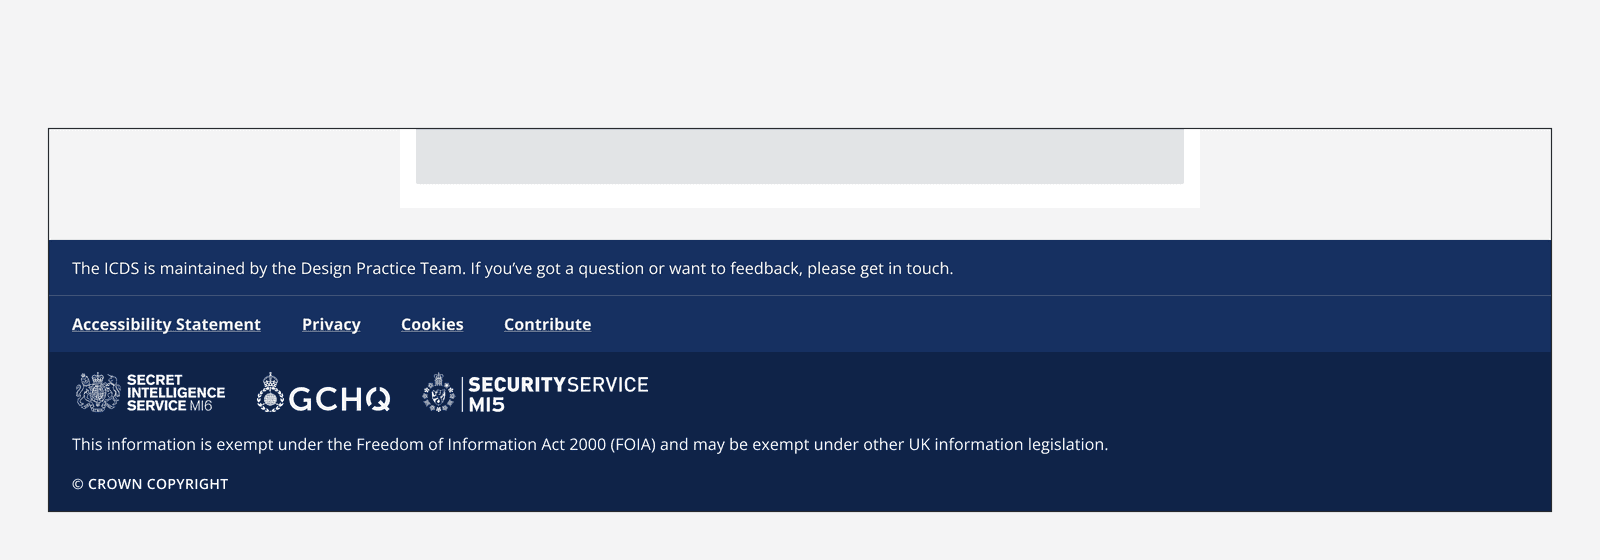 The ICDS is maintained by the Design Practice Team. If you’ve got a question or want to feedback, please get in touch.
Accessibility Statement Privacy Cookies Contribute
SECRET
INTELLIGENCE
SERVICE MI6
GCHQ
SECURITYSERVICE
MI5
This information is exempt under the Freedom of Information Act 2000 (FOIA) and may be exempt under other UK information legislation.
© CROWN COPYRIGHT